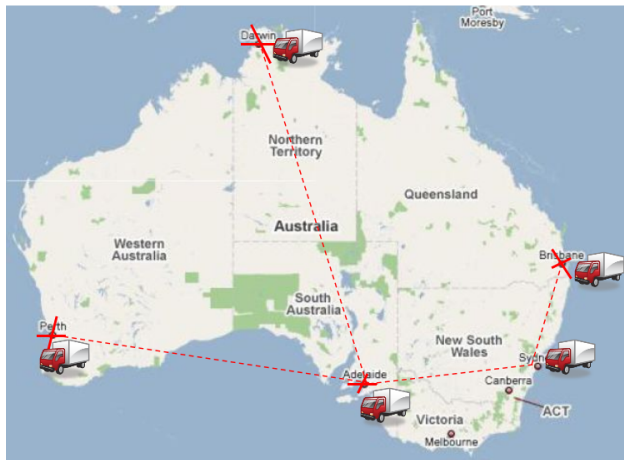 Port
Moresby
Darwin
Northern
Territory
Queensland
Australia
Western
Australia
Brisbane
South
Australia
Perth
New South
Wales
Adelaide
Canberra
ACT
Victoria
Melbourne